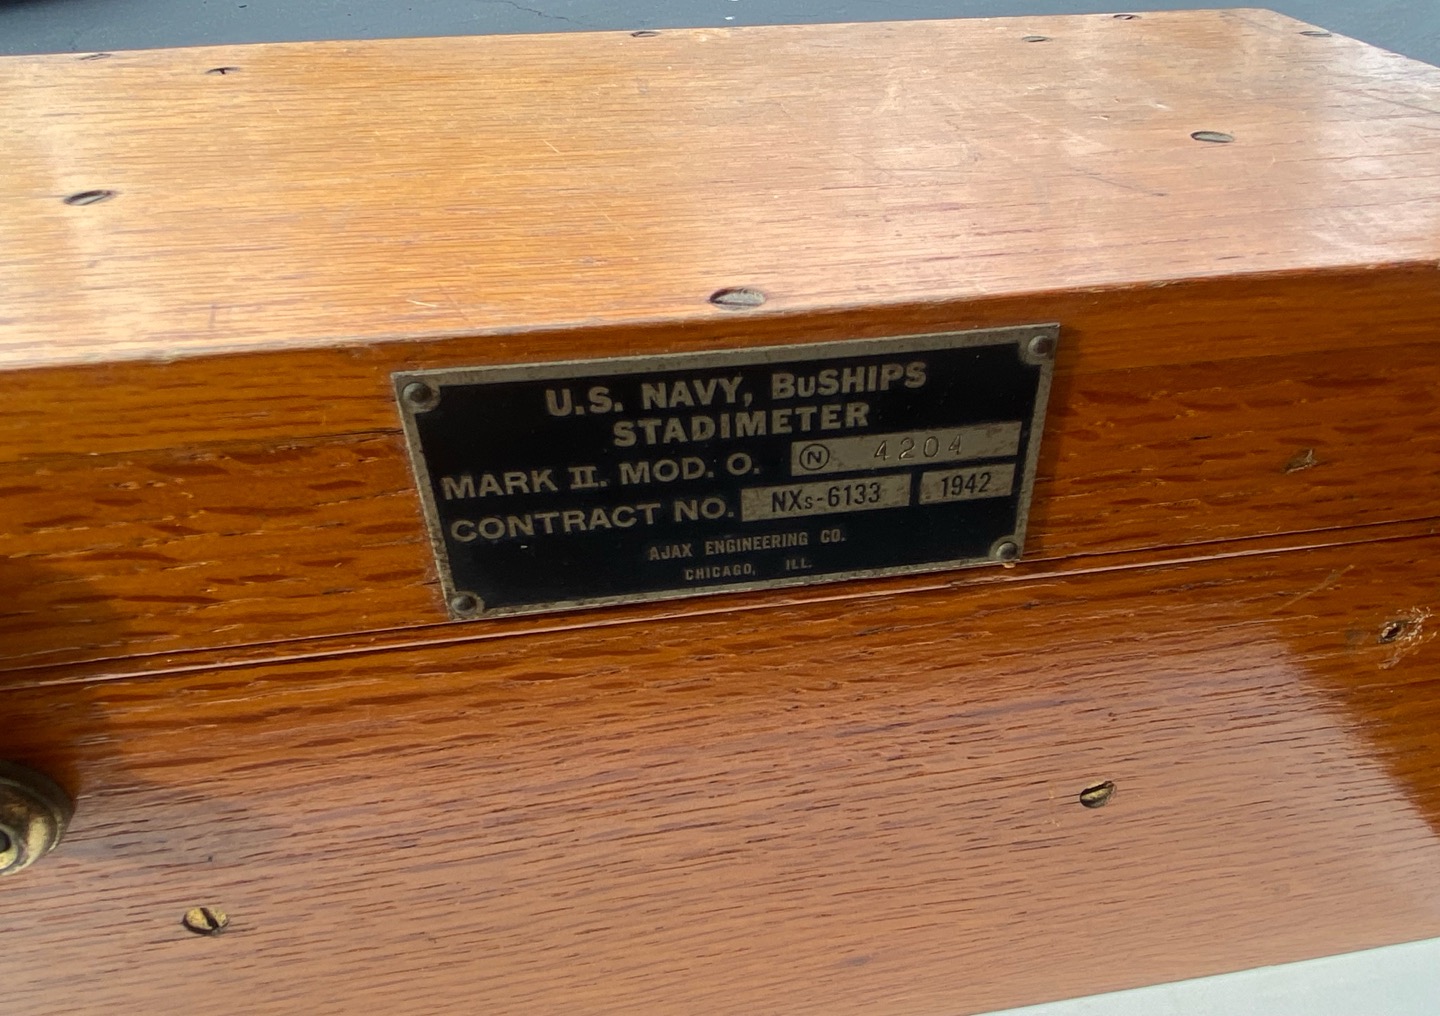 U.S. NAVY, BuSHIPS
STADIMETER
MARK II. MOD. O. Ⓝ 4204
CONTRACT NO. NXs-6133 1942
AJAX ENGINEERING CO.
CHICAGO, ILL.